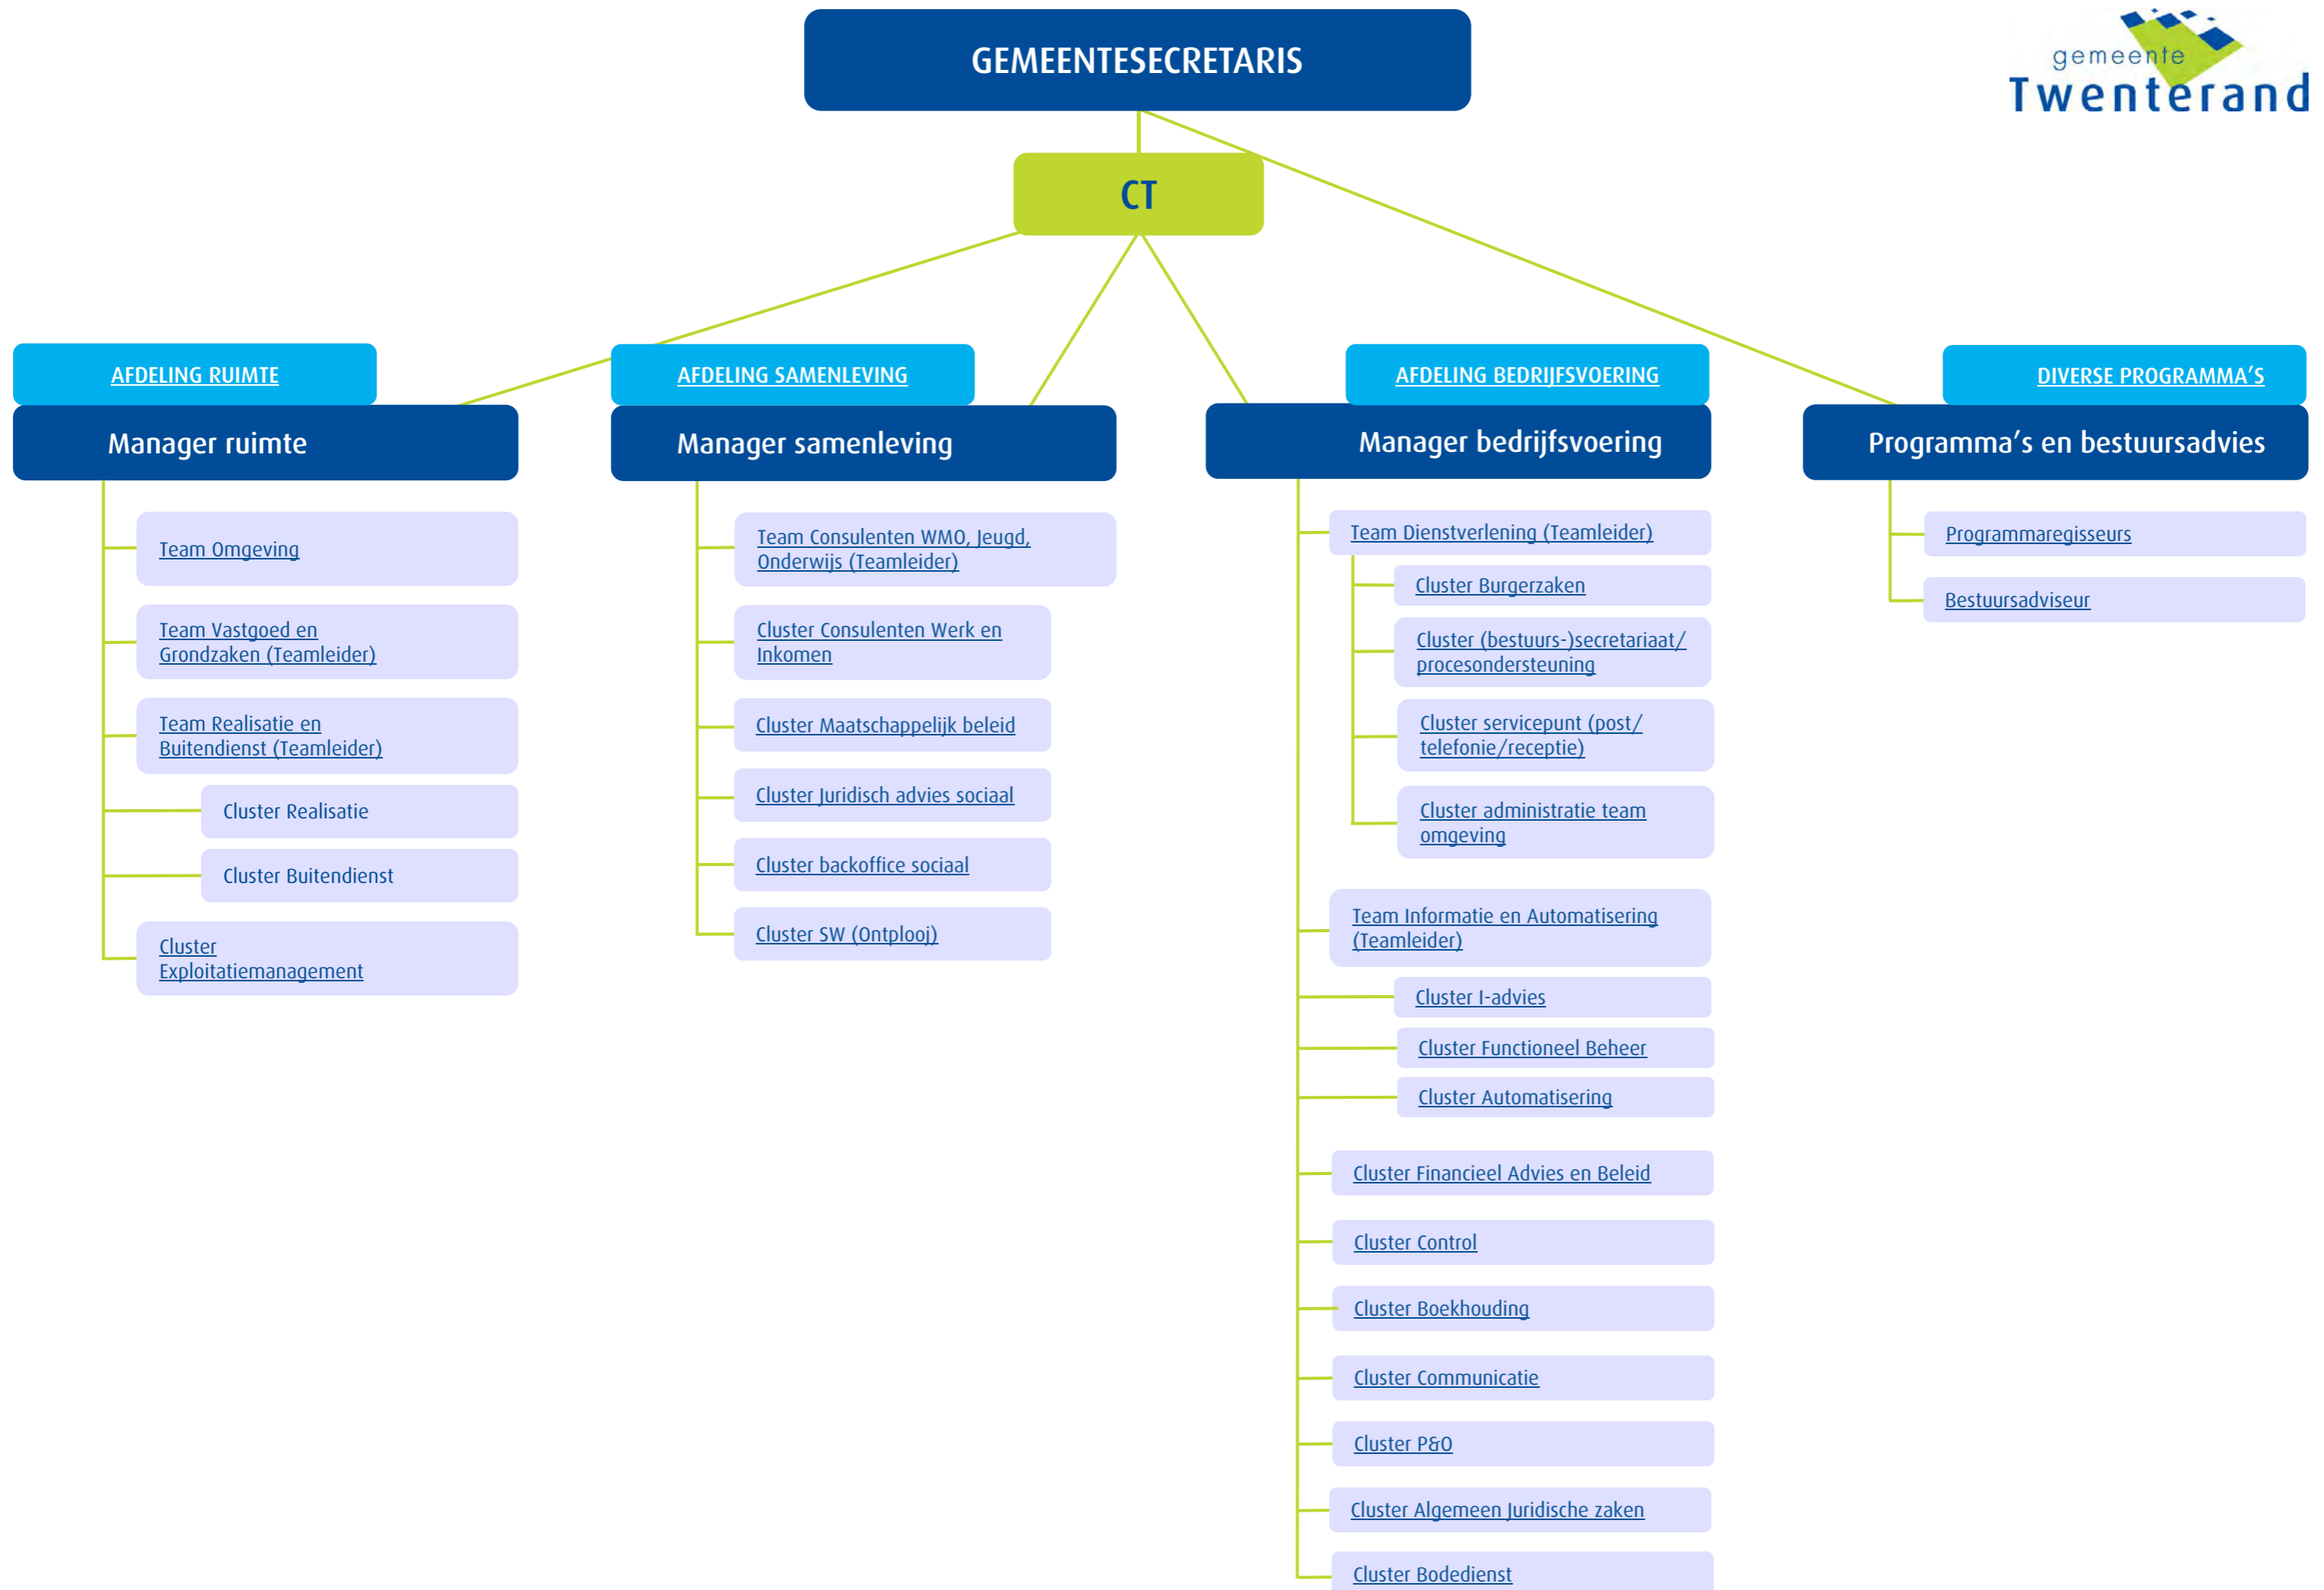 GEMEENTESECRETARIS
gemeente
Twenterand
CT
AFDELING RUIMTE
Manager ruimte
Team Omgeving
Team Vastgoed en
Grondzaken (Teamleider)
Team Realisatie en
Buitendienst (Teamleider)
Cluster Realisatie
Cluster Buitendienst
Cluster
Exploitatiemanagement
AFDELING SAMENLEVING
Manager samenleving
Team Consulenten WMO, Jeugd,
Onderwijs (Teamleider)
Cluster Consulenten Werk en
Inkomen
Cluster Maatschappelijk beleid
Cluster Juridisch advies sociaal
Cluster backoffice sociaal
Cluster SW (Ontplooj)
AFDELING BEDRIJFSVOERING
Manager bedrijfsvoering
Team Dienstverlening (Teamleider)
Cluster Burgerzaken
Cluster (bestuurs-)secretariaat/
procesondersteuning
Cluster servicepunt (post/
telefonie/receptie)
Cluster administratie team
omgeving
Team Informatie en Automatisering
(Teamleider)
Cluster I-advies
Cluster Functioneel Beheer
Cluster Automatisering
Cluster Financieel Advies en Beleid
Cluster Control
Cluster Boekhouding
Cluster Communicatie
Cluster P&O
Cluster Algemeen Juridische zaken
Cluster Bodedienst
DIVERSE PROGRAMMA'S
Programma's en bestuursadvies
Programmaregisseurs
Bestuursadviseur